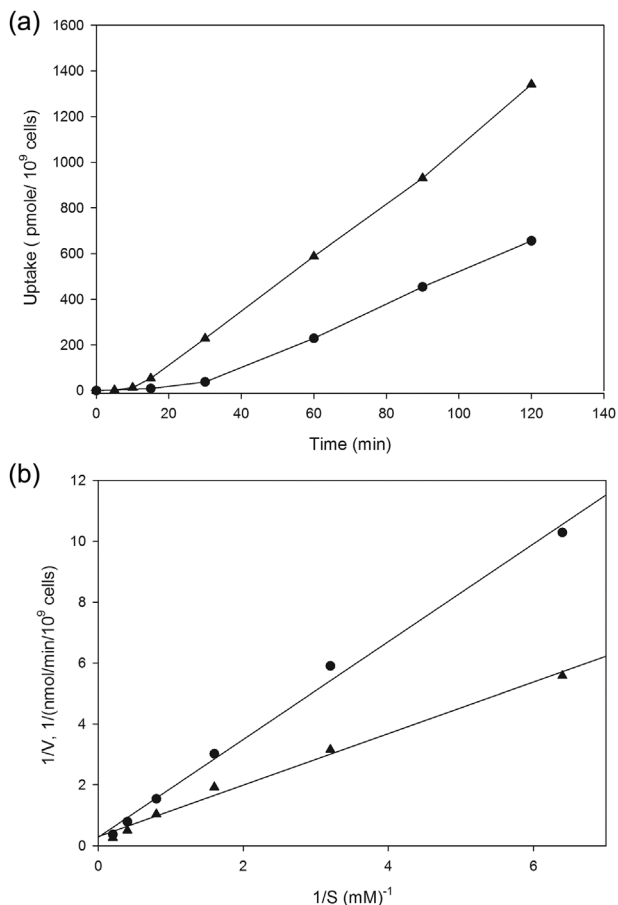 (a)
1600
1400
1200
1000
800
600
400
200
0
Uptake ( pmole/ 10⁹ cells)
0 20 40 60 80 100 120 140
Time (min)
(b)
12
10
8
6
4
2
0
1/V, 1/(nmol/min/10⁹ cells)
0 2 4 6
1/S (mM)⁻¹